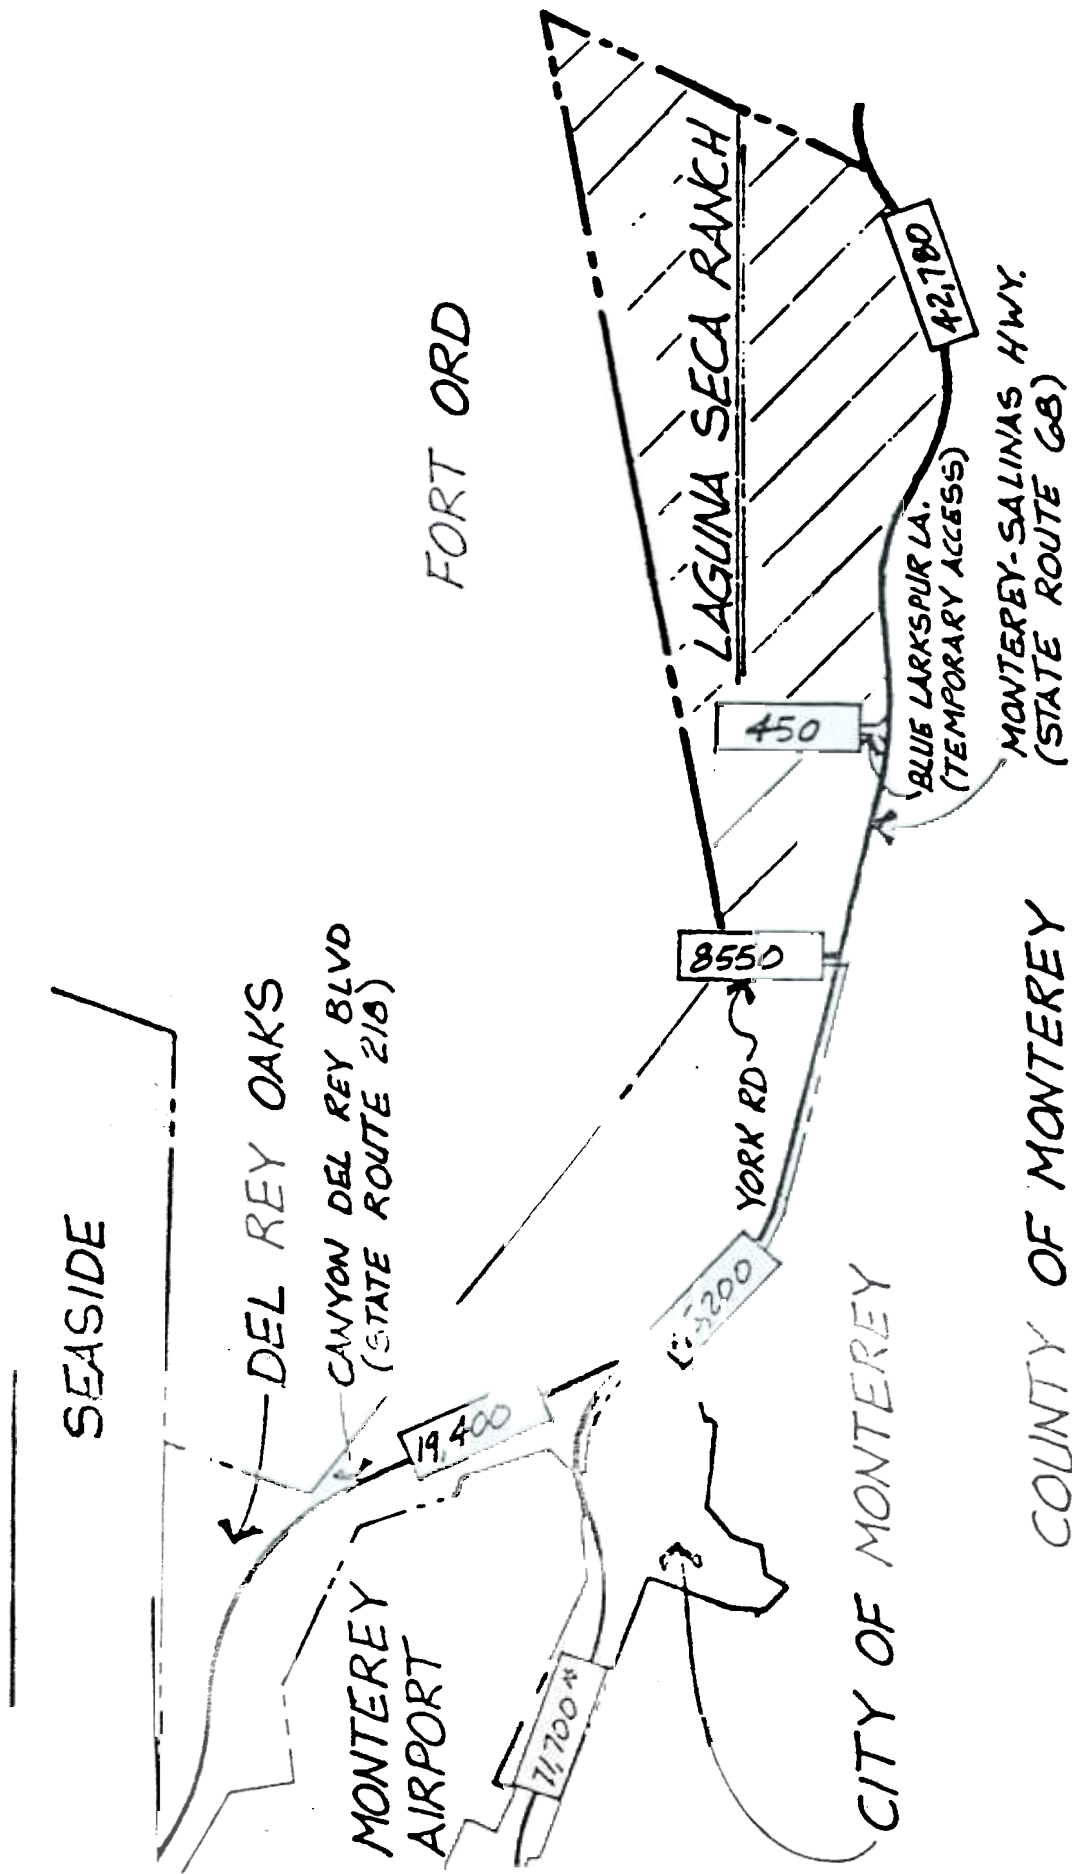 SEASIDE
DEL REY OAKS
CANYON DEL REY BLVD
(STATE ROUTE 218)
FORT ORD
MONTEREY
AIRPORT
19,400
LAGUNA SECA RANCH
8550
450
YORK RD
42,780
BLUE LARKSPUR LA.
(TEMPORARY ACCESS)
MONTEREY-SALINAS HWY.
(STATE ROUTE 68)
CITY OF MONTEREY
COUNTY OF MONTEREY